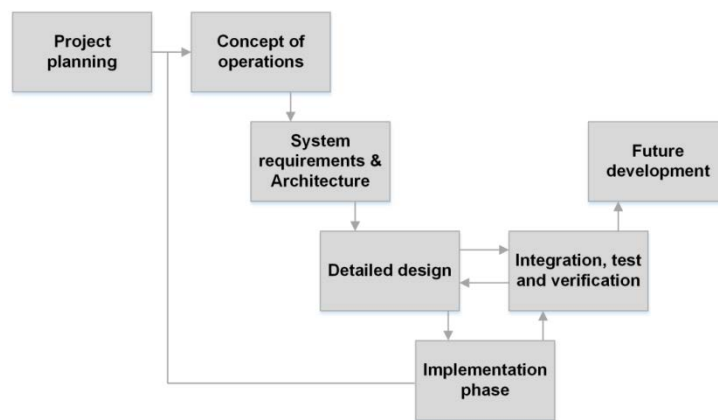 Project
planning
Concept of
operations
System
requirements &
Architecture
Future
development
Detailed design
Integration, test
and verification
Implementation
phase